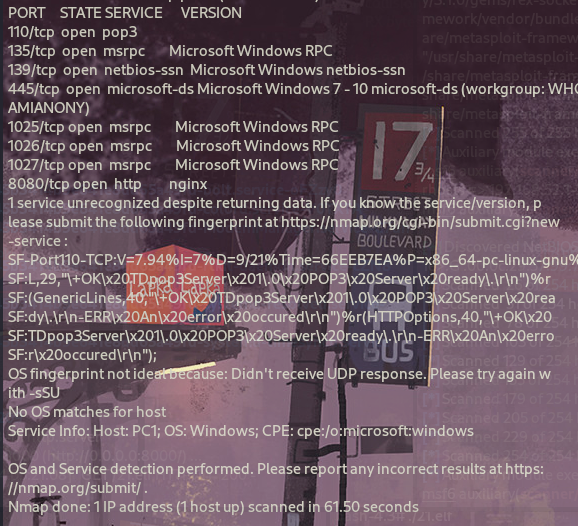 PORT STATE SERVICE VERSION
110/tcp open pop3
135/tcp open msrpc Microsoft Windows RPC
139/tcp open netbios-ssn Microsoft Windows netbios-ssn
445/tcp open microsoft-ds Microsoft Windows 7 - 10 microsoft-ds (workgroup: WHO
AMIANONY)
1025/tcp open msrpc Microsoft Windows RPC
1026/tcp open msrpc Microsoft Windows RPC
1027/tcp open msrpc Microsoft Windows RPC
8080/tcp open http nginx
1 service unrecognized despite returning data. If you know the service/version, p
lease submit the following fingerprint at https://nmap.org/cgi-bin/submit.cgi?new
-service :
SF-Port110-TCP:V=7.94%I=7%D=9/21%Time=66EEB7EA%P=x86_64-pc-linux-gnu%
SF:L,29,"\+OK\x20TDpop3Server\x201\.0\x20POP3\x20Server\x20ready\.\r\n")%r
SF:(GenericLines,40,"\+OK\x20TDpop3Server\x201\.0\x20POP3\x20Server\x20rea
SF:dy\.\r\n-ERR\x20An\x20error\x20occured\r\n")%r(HTTPOptions,40,"\+OK\x20
SF:TDpop3Server\x201\.0\x20POP3\x20Server\x20ready\.\r\n-ERR\x20An\x20erro
SF:r\x20occured\r\n");
OS fingerprint not ideal because: Didn't receive UDP response. Please try again w
ith -sSU
No OS matches for host
Service Info: Host: PC1; OS: Windows; CPE: cpe:/o:microsoft:windows
OS and Service detection performed. Please report any incorrect results at https:
//nmap.org/submit/ .
Nmap done: 1 IP address (1 host up) scanned in 61.50 seconds
17 3/4
BOULEVARD
BUS